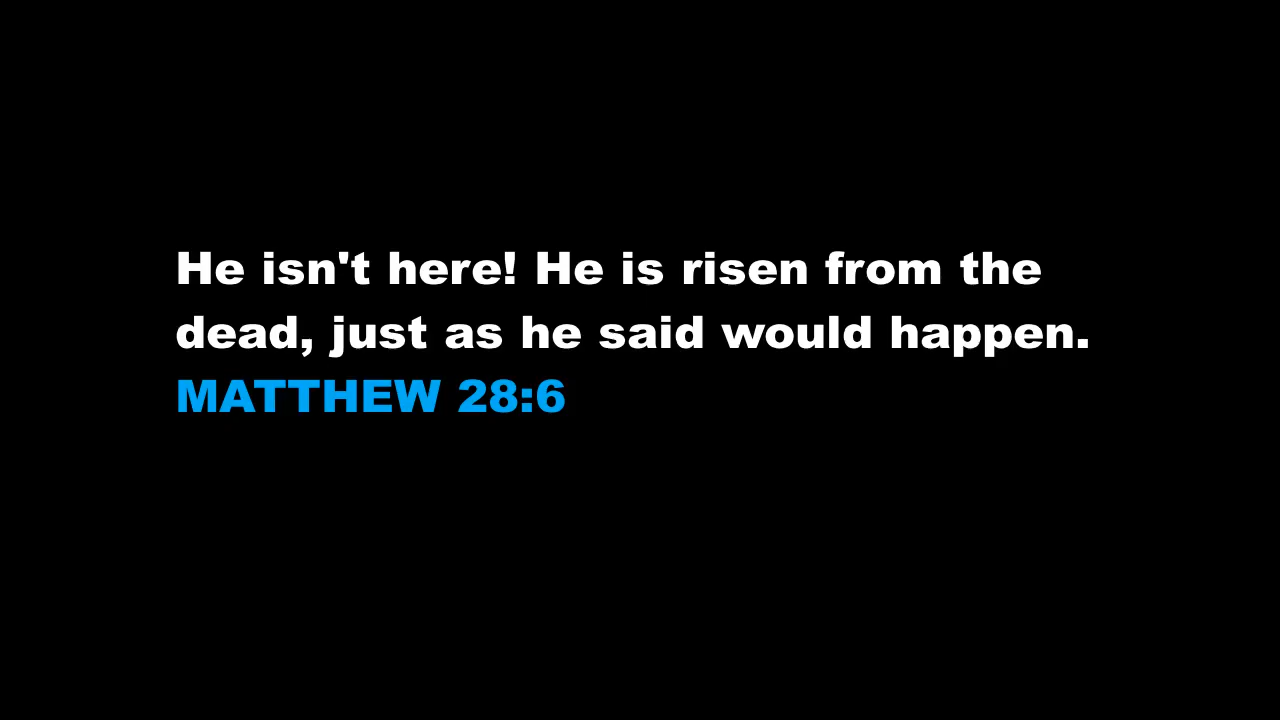 He isn't here! He is risen from the
dead, just as he said would happen.
MATTHEW 28:6